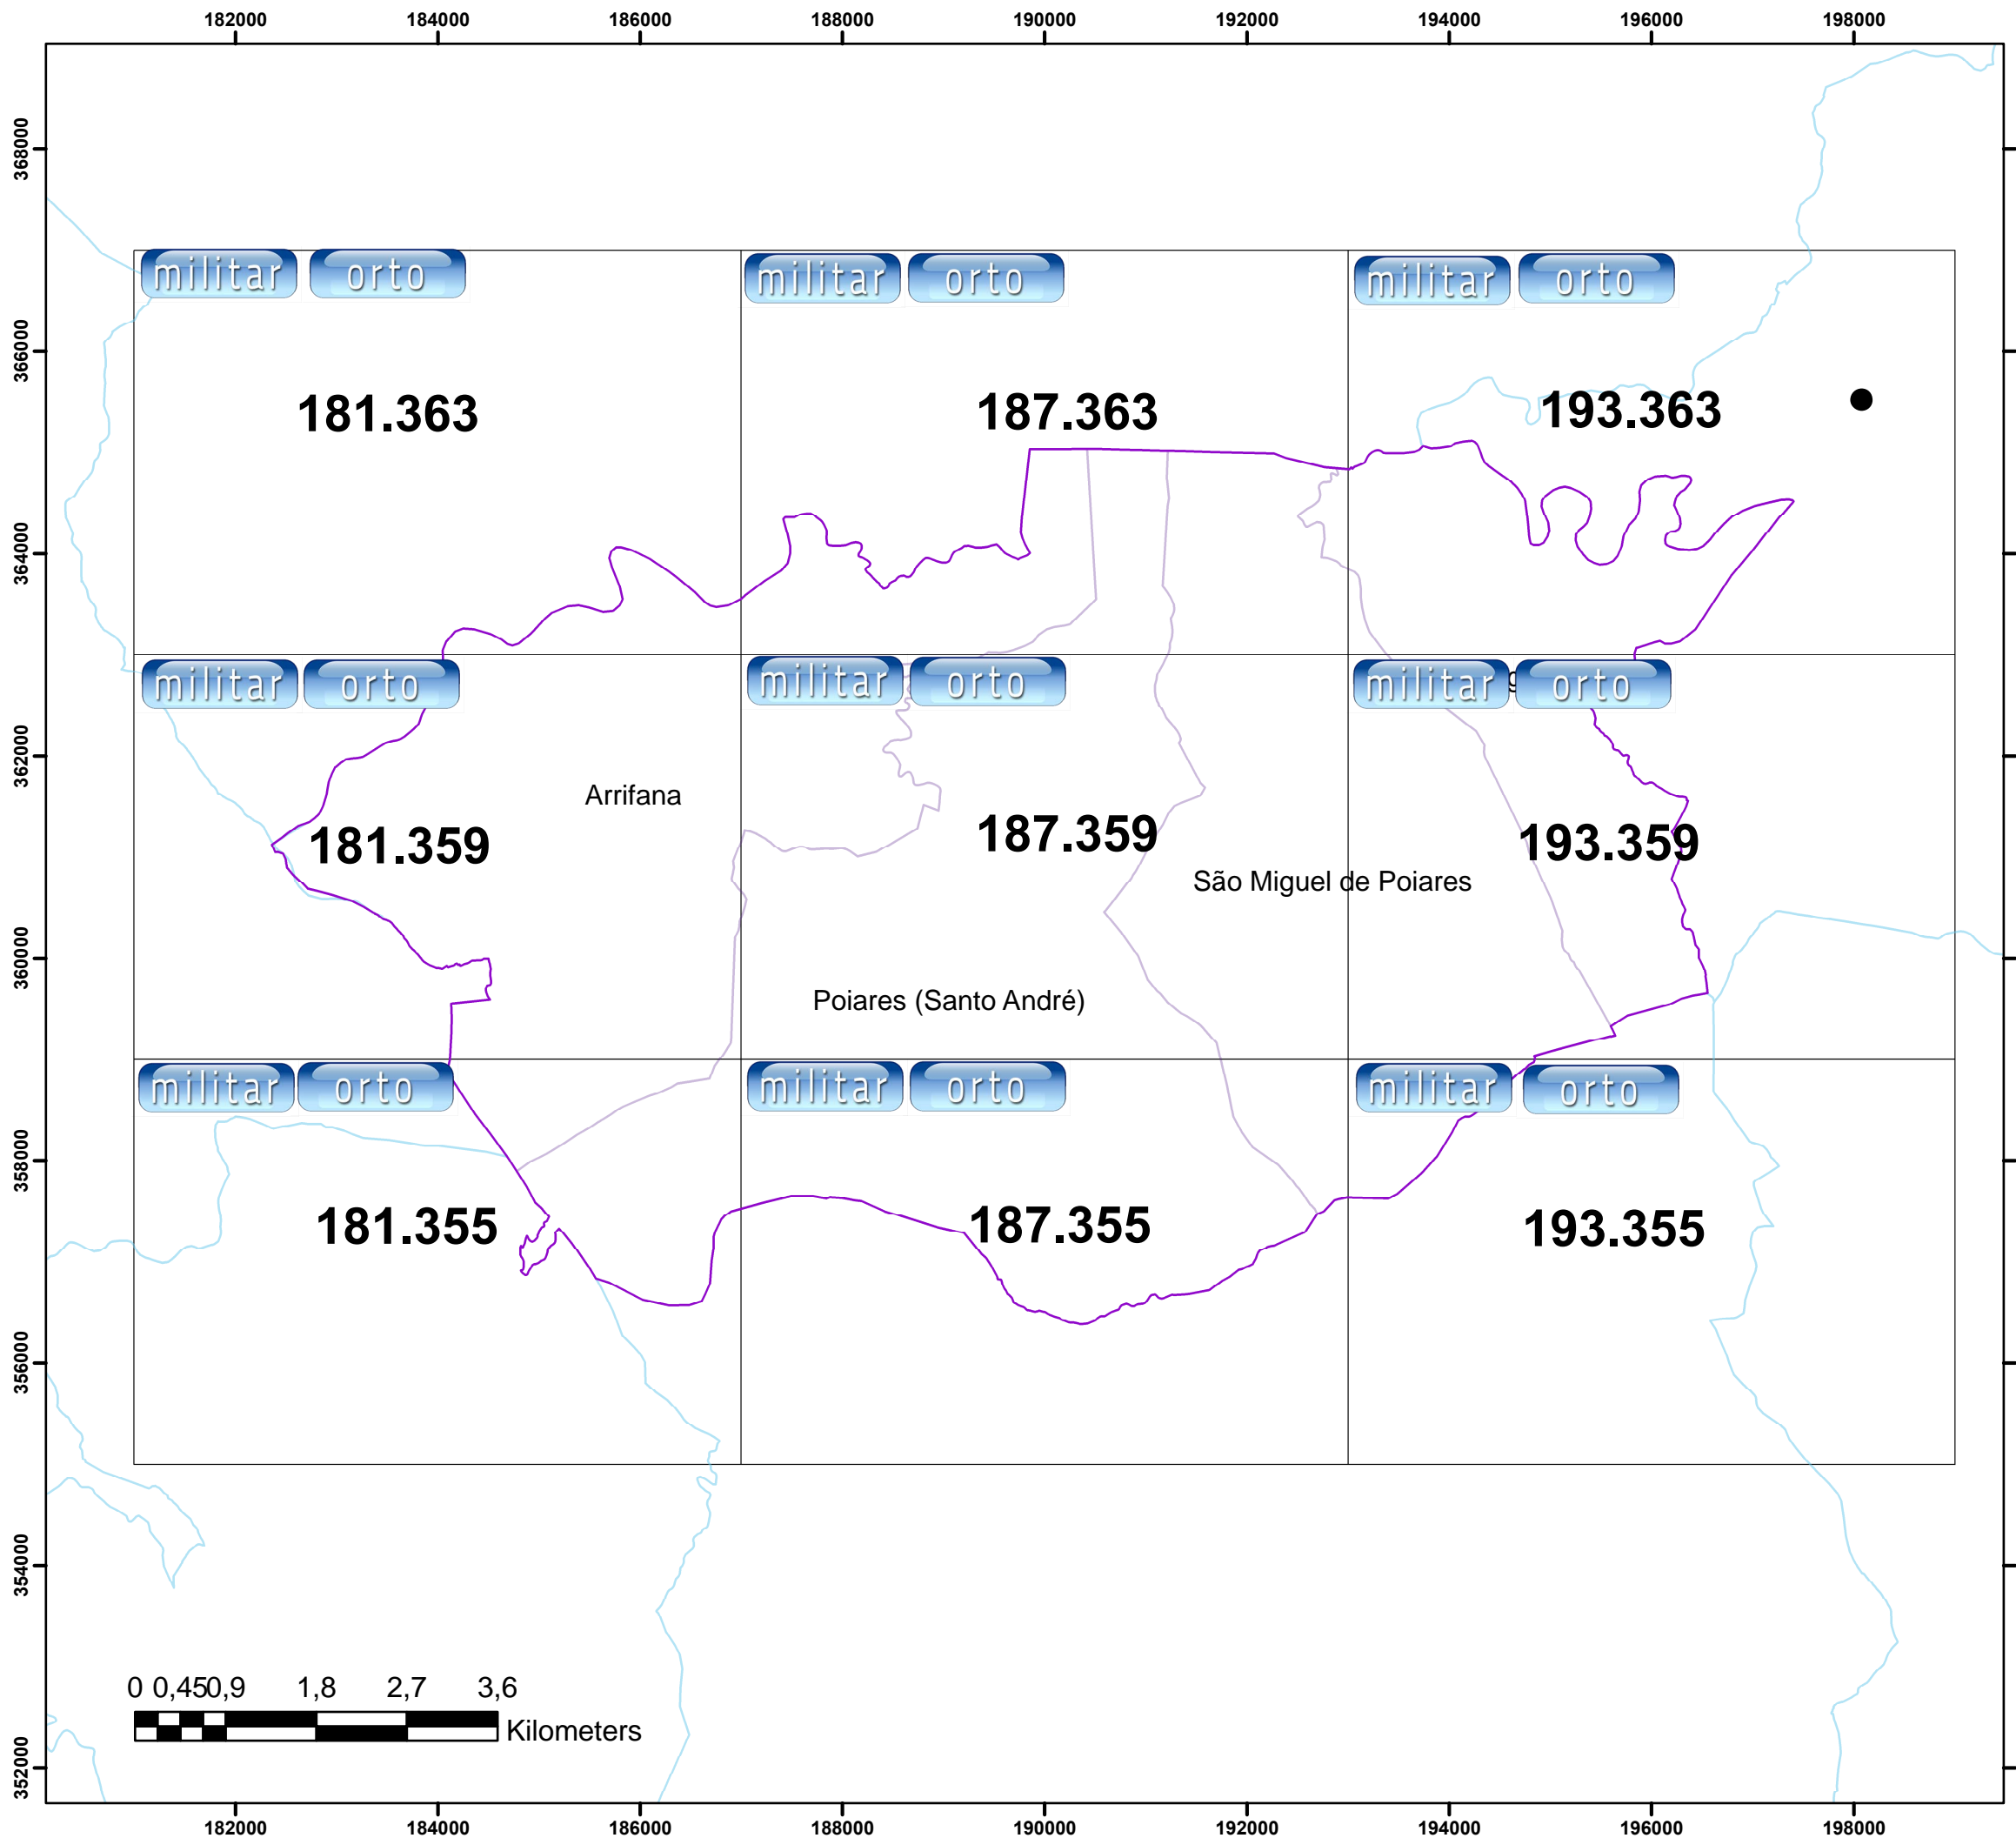 182000 184000 186000 188000 190000 192000 194000 196000 198000
368000
366000
364000
362000
360000
358000
356000
354000
352000
militar orto militar orto militar orto
181.363 187.363 193.363
militar orto militar orto militar g orto
Arrifana
181.359 187.359 193.359
São Miguel de Poiares
Poiares (Santo André)
militar orto militar orto militar orto
181.355 187.355 193.355
0 0,45 0,9 1,8 2,7 3,6
Kilometers
182000 184000 186000 188000 190000 192000 194000 196000 198000